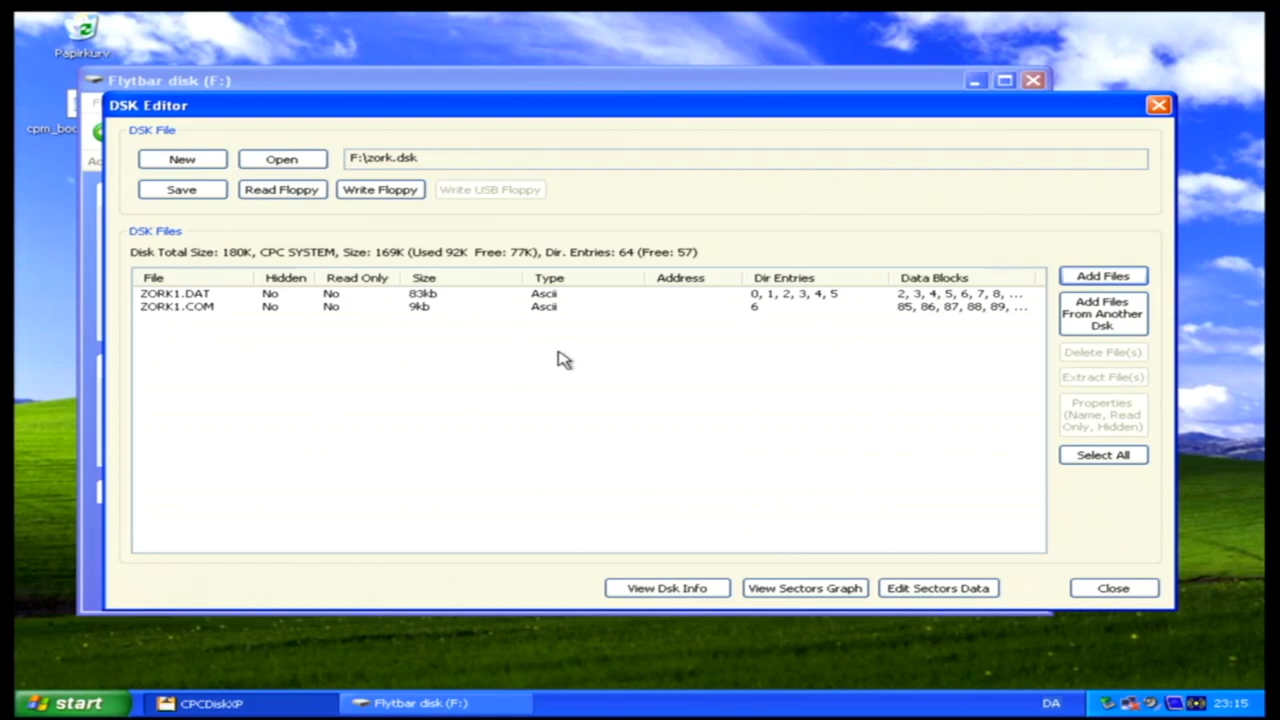 Papirkurv
Flytbar disk (F:)
DSK Editor
cpm_boo
DSK File
New
Open
F:\zork.dsk
Save
Read Floppy
Write Floppy
Write USB Floppy
DSK Files
Disk Total Size: 180K, CPC SYSTEM, Size: 169K (Used 92K Free: 77K), Dir. Entries: 64 (Free: 57)
File Hidden Read Only Size Type Address Dir Entries Data Blocks
ZORK1.DAT No No 83kb Ascii 0, 1, 2, 3, 4, 5 2, 3, 4, 5, 6, 7, 8, ...
ZORK1.COM No No 9kb Ascii 6 85, 86, 87, 88, 89, ...
Add Files
Add Files
From Another
Dsk
Delete File(s)
Extract File(s)
Properties
(Name, Read
Only, Hidden)
Select All
View Dsk Info
View Sectors Graph
Edit Sectors Data
Close
start
CPCDiskXP
Flytbar disk (F:)
DA
23:15